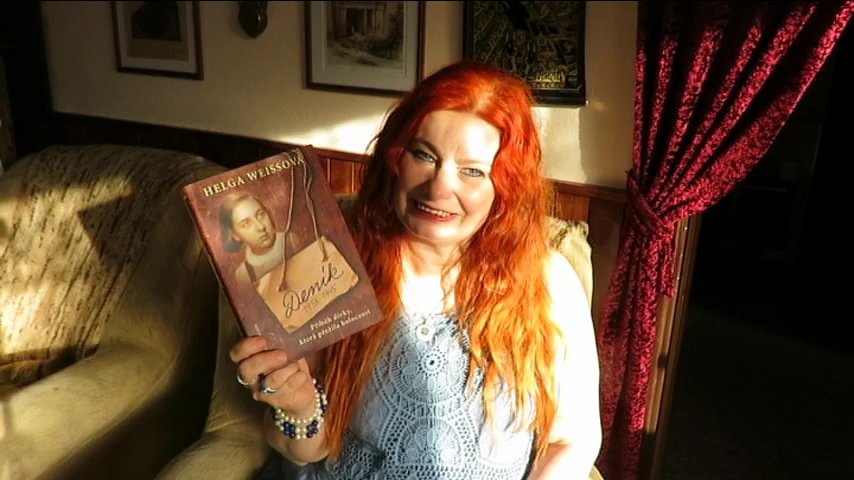 HELGA WEISSOVÁ
Deník
1938–1945
Příběh dívky,
která přežila holocaust